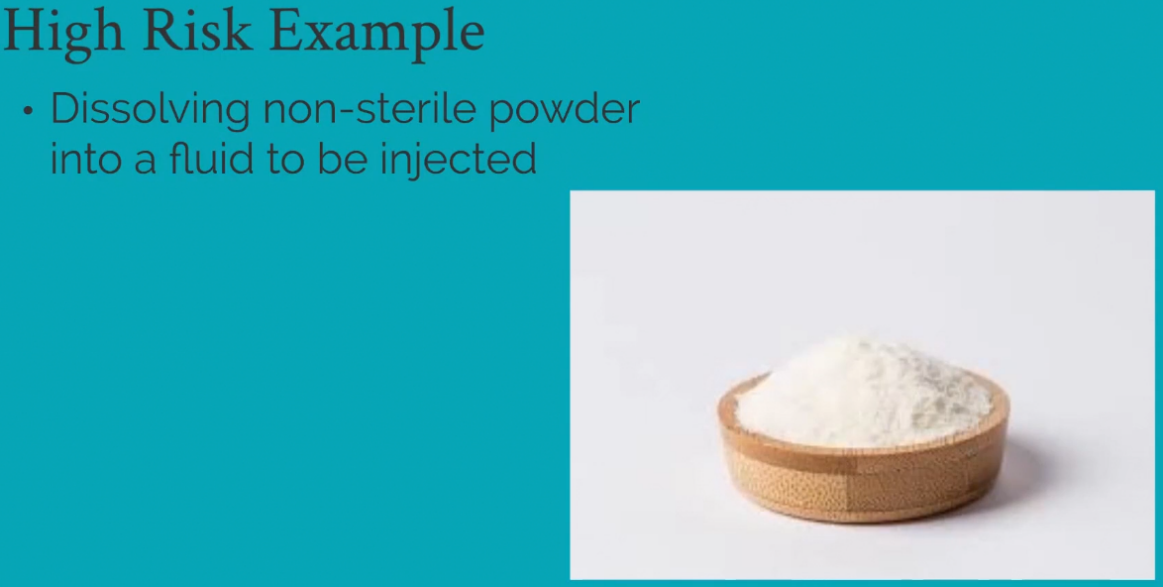 High Risk Example
• Dissolving non-sterile powder
into a fluid to be injected